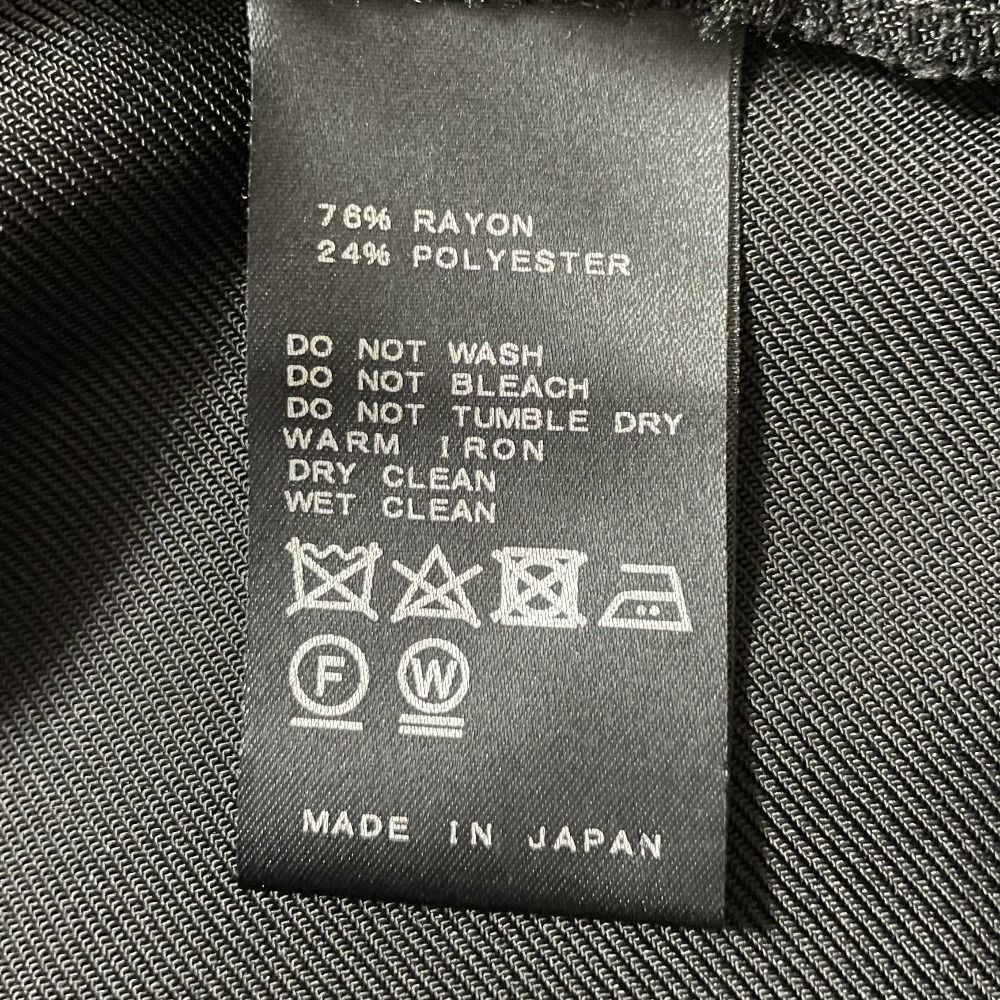 76% RAYON
24% POLYESTER
DO NOT WASH
DO NOT BLEACH
DO NOT TUMBLE DRY
WARM IRON
DRY CLEAN
WET CLEAN
F W
MADE IN JAPAN